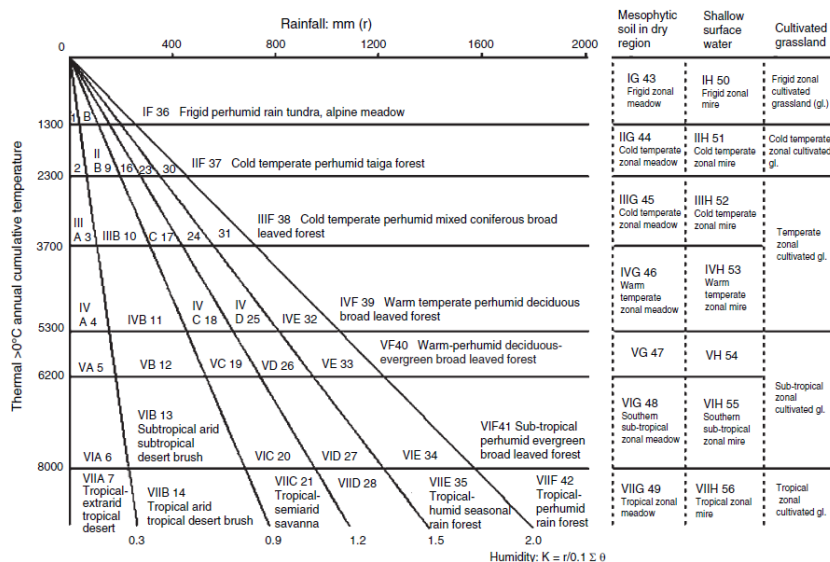 Rainfall: mm (r)
0 400 800 1200 1600 2000
Thermal >0°C annual cumulative temperature
1300
2300
3700
5300
6200
8000
1 B
IF 36 Frigid perhumid rain tundra, alpine meadow
II
2 B 9 16 23 30
IIF 37 Cold temperate perhumid taiga forest
III
A 3 IIIB 10 C 17 24 31
IIIF 38 Cold temperate perhumid mixed coniferous broad
leaved forest
IV
A 4
IVB 11
IV
C 18
IV
D 25
IVE 32
IVF 39 Warm temperate perhumid deciduous
broad leaved forest
VA 5
VB 12
VC 19
VD 26
VE 33
VF40 Warm-perhumid deciduous-
evergreen broad leaved forest
VIA 6
VIB 13
Subtropical arid
subtropical
desert brush
VIC 20
VID 27
VIE 34
VIF41 Sub-tropical
perhumid evergreen
broad leaved forest
VIIA 7
Tropical-
extrarid
tropical
desert
VIIB 14
Tropical arid
tropical desert brush
VIIC 21
Tropical-
semiarid
savanna
VIID 28
VIIE 35
Tropical-
humid seasonal
rain forest
VIIF 42
Tropical-
perhumid
rain forest
0.3 0.9 1.2 1.5 2.0
Humidity: K = r/0.1 Σ θ
Mesophytic
soil in dry
region
Shallow
surface
water
Cultivated
grassland
IG 43
Frigid zonal
meadow
IH 50
Frigid zonal
mire
Frigid zonal
cultivated
grassland (gl.)
IIG 44
Cold temperate
zonal meadow
IIH 51
Cold temperate
zonal mire
Cold temperate
zonal cultivated
gl.
IIIG 45
Cold temperate
zonal meadow
IIIH 52
Cold temperate
zonal mire
Temperate
zonal
cultivated gl.
IVG 46
Warm
temperate
zonal meadow
IVH 53
Warm
temperate
zonal mire
VG 47
VH 54
Sub-tropical
zonal
cultivated gl.
VIG 48
Southern
sub-tropical
zonal meadow
VIH 55
Southern
sub-tropical
zonal mire
VIIG 49
Tropical zonal
meadow
VIIH 56
Tropical zonal
mire
Tropical
zonal
cultivated gl.